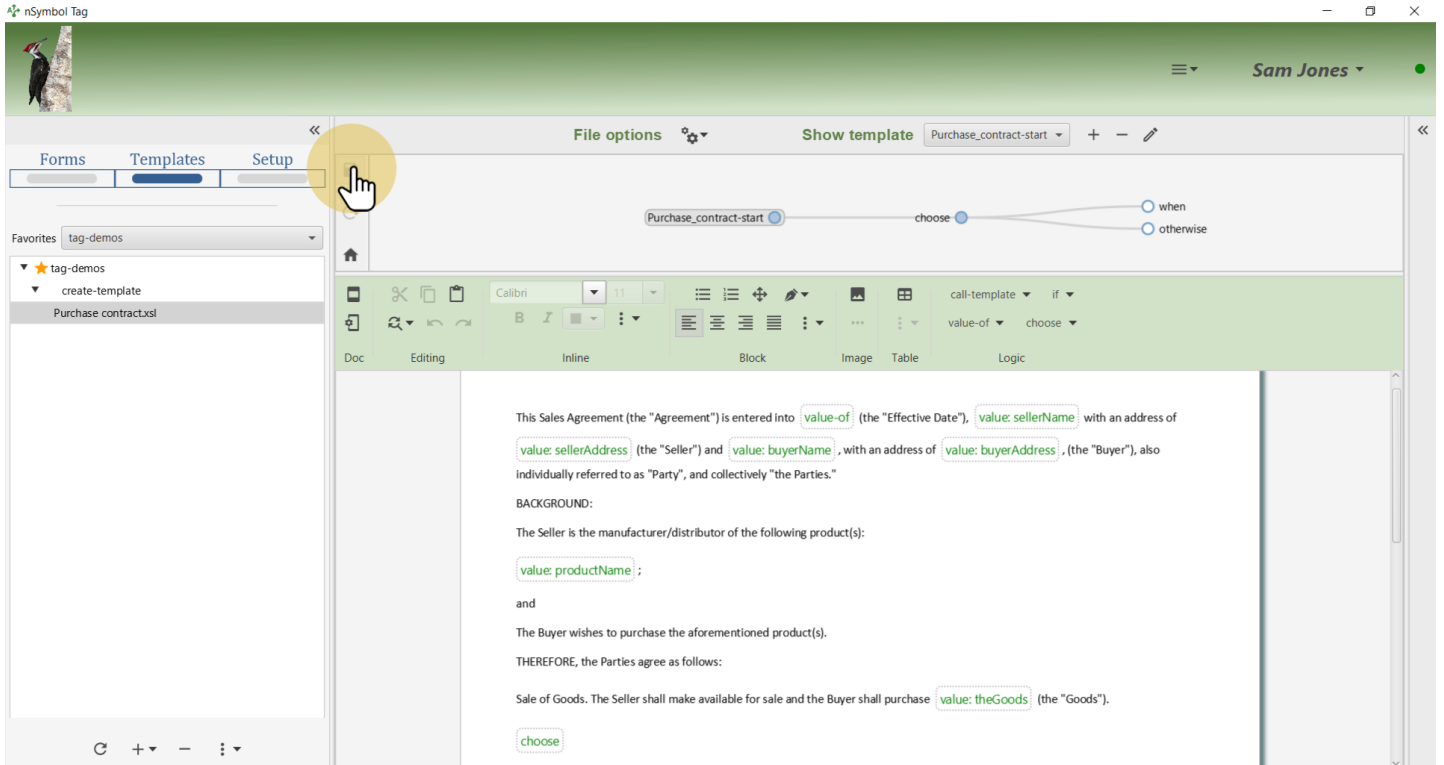 nSymbol Tag
Sam Jones
File options Show template Purchase_contract-start
Forms Templates Setup
Purchase_contract-start choose when
otherwise
Favorites tag-demos
tag-demos
create-template
Purchase contract.xsl
Calibri 11 call-template if
B I value-of choose
Doc Editing Inline Block Image Table Logic
This Sales Agreement (the "Agreement") is entered into value-of (the "Effective Date"), value: sellerName with an address of
value: sellerAddress (the "Seller") and value: buyerName , with an address of value: buyerAddress , (the "Buyer"), also
individually referred to as "Party", and collectively "the Parties."
BACKGROUND:
The Seller is the manufacturer/distributor of the following product(s):
value: productName ;
and
The Buyer wishes to purchase the aforementioned product(s).
THEREFORE, the Parties agree as follows:
Sale of Goods. The Seller shall make available for sale and the Buyer shall purchase value: theGoods (the "Goods").
choose